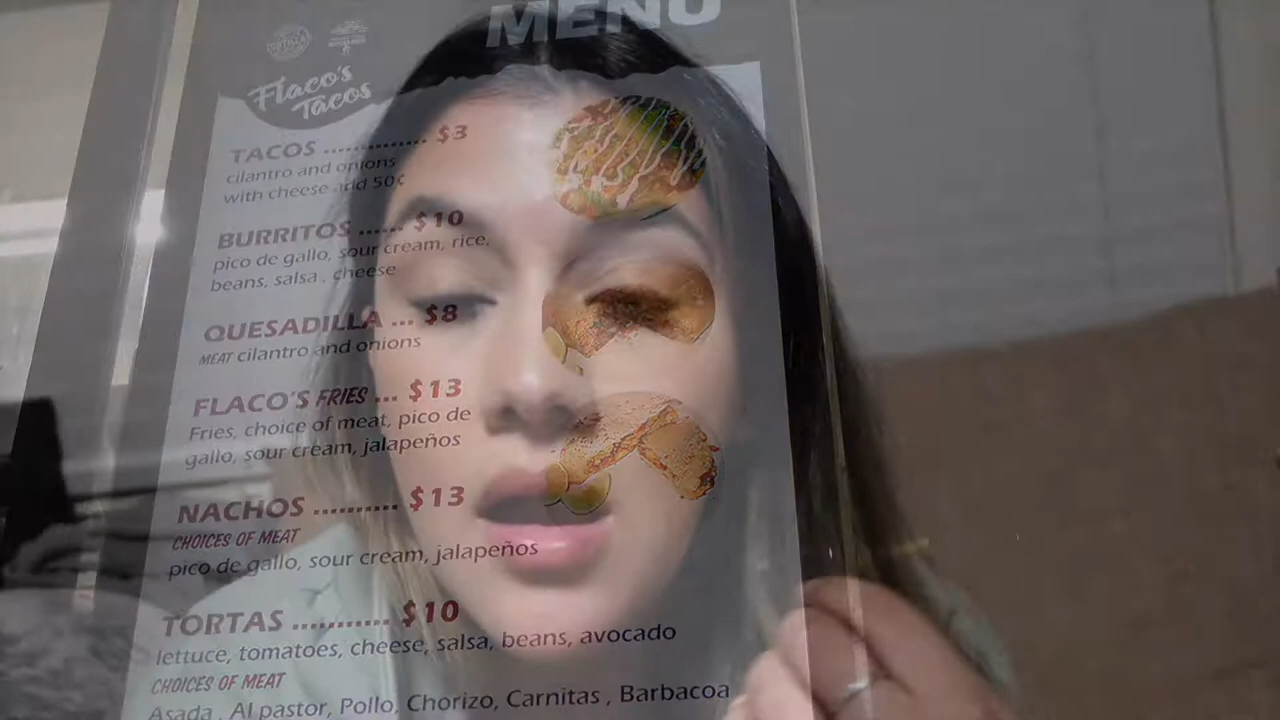 MENU
TORTILLA
Flaco's
Tacos
TACOS .............. $3
cilantro and onions
with cheese add 50¢
BURRITOS ...... $10
pico de gallo, sour cream, rice,
beans, salsa , cheese
QUESADILLA ... $8
MEAT cilantro and onions
FLACO'S FRIES ... $13
Fries, choice of meat, pico de
gallo, sour cream, jalapeños
NACHOS .......... $13
CHOICES OF MEAT
pico de gallo, sour cream, jalapeños
TORTAS ........... $10
lettuce, tomatoes, cheese, salsa, beans, avocado
CHOICES OF MEAT
Asada , Al pastor, Pollo, Chorizo, Carnitas , Barbacoa